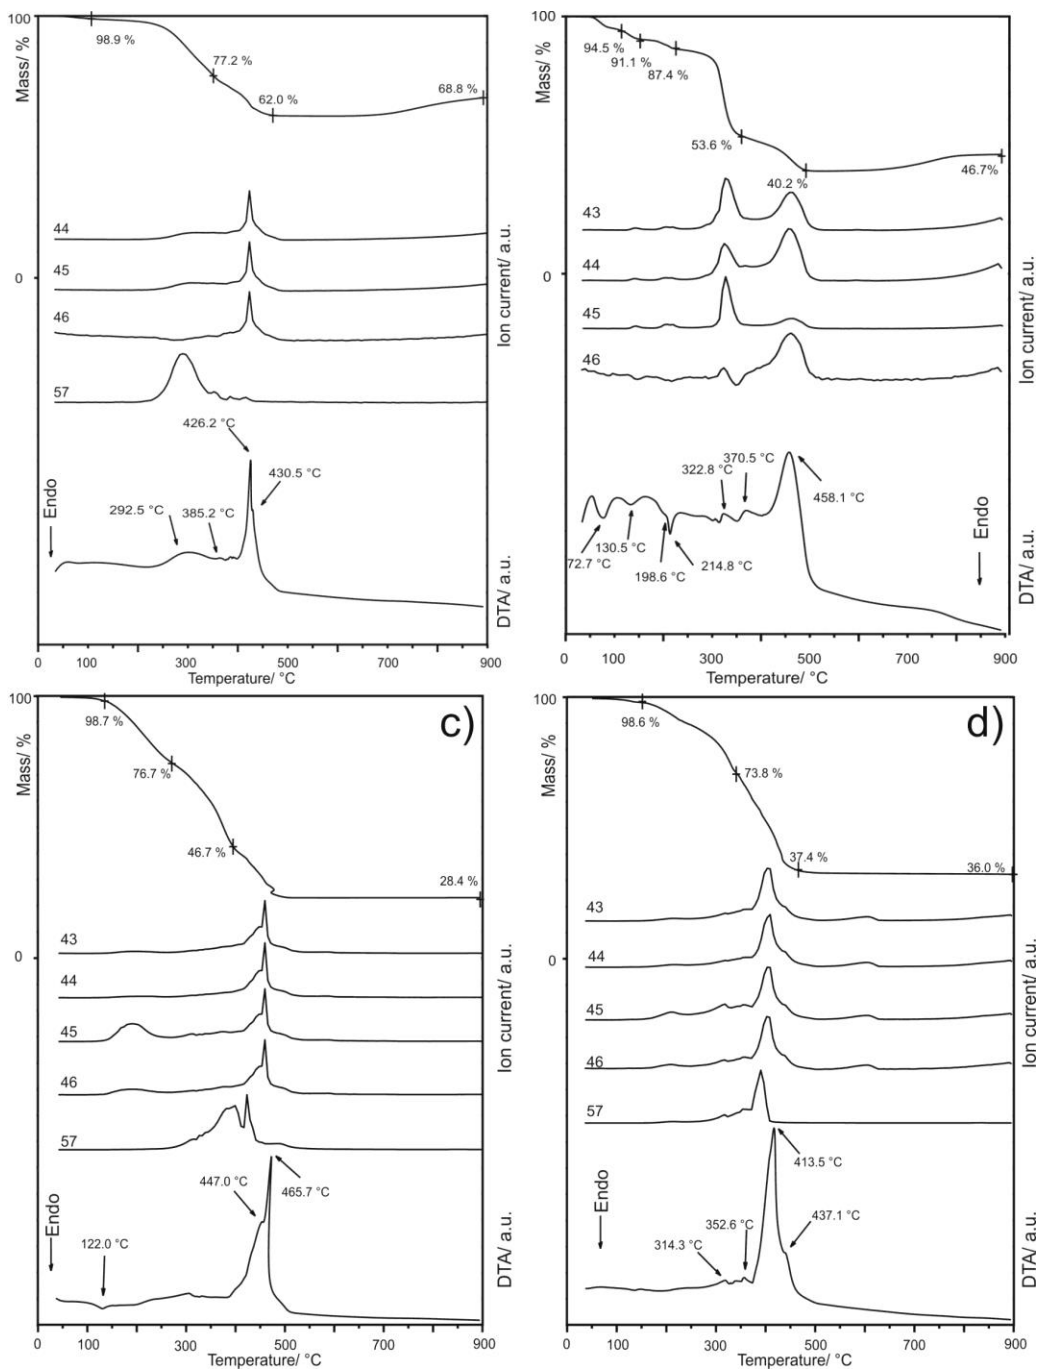 100
98.9 %
77.2 %
62.0 %
68.8 %
Mass/ %
44
45
0
46
57
Ion current/ a.u.
426.2 °C
430.5 °C
292.5 °C
385.2 °C
Endo
DTA/ a.u.
0 100 300 500 700 900
Temperature/ °C
100
94.5 %
91.1 %
87.4 %
53.6 %
40.2 %
46.7%
Mass/ %
43
0
44
45
46
Ion current/ a.u.
322.8 °C
370.5 °C
458.1 °C
72.7 °C
130.5 °C
198.6 °C
214.8 °C
Endo
DTA/ a.u.
0 100 300 500 700 900
Temperature/ °C
c)
100
98.7 %
76.7 %
46.7 %
28.4 %
Mass/ %
43
0
44
45
46
57
Ion current/ a.u.
447.0 °C
465.7 °C
122.0 °C
Endo
DTA/ a.u.
0 100 200 400 600 900
Temperature/ °C
d)
100
98.6 %
73.8 %
37.4 %
36.0 %
Mass/ %
43
0
44
45
46
57
Ion current/ a.u.
413.5 °C
437.1 °C
352.6 °C
314.3 °C
Endo
DTA/ a.u.
0 100 300 500 700 900
Temperature/ °C